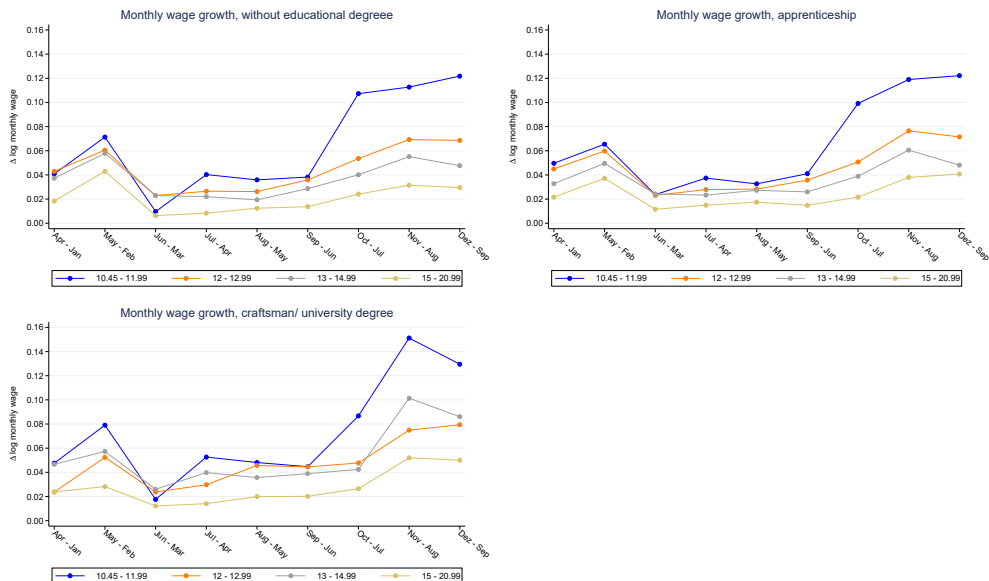 Monthly wage growth, without educational degreee
Δ log monthly wage
0.16
0.14
0.12
0.10
0.08
0.06
0.04
0.02
0.00
Apr - Jan
May - Feb
Jun - Mar
Jul - Apr
Aug - May
Sep - Jun
Oct - Jul
Nov - Aug
Dez - Sep
10.45 - 11.99
12 - 12.99
13 - 14.99
15 - 20.99
Monthly wage growth, apprenticeship
Δ log monthly wage
0.16
0.14
0.12
0.10
0.08
0.06
0.04
0.02
0.00
Apr - Jan
May - Feb
Jun - Mar
Jul - Apr
Aug - May
Sep - Jun
Oct - Jul
Nov - Aug
Dez - Sep
10.45 - 11.99
12 - 12.99
13 - 14.99
15 - 20.99
Monthly wage growth, craftsman/ university degree
Δ log monthly wage
0.16
0.14
0.12
0.10
0.08
0.06
0.04
0.02
0.00
Apr - Jan
May - Feb
Jun - Mar
Jul - Apr
Aug - May
Sep - Jun
Oct - Jul
Nov - Aug
Dez - Sep
10.45 - 11.99
12 - 12.99
13 - 14.99
15 - 20.99